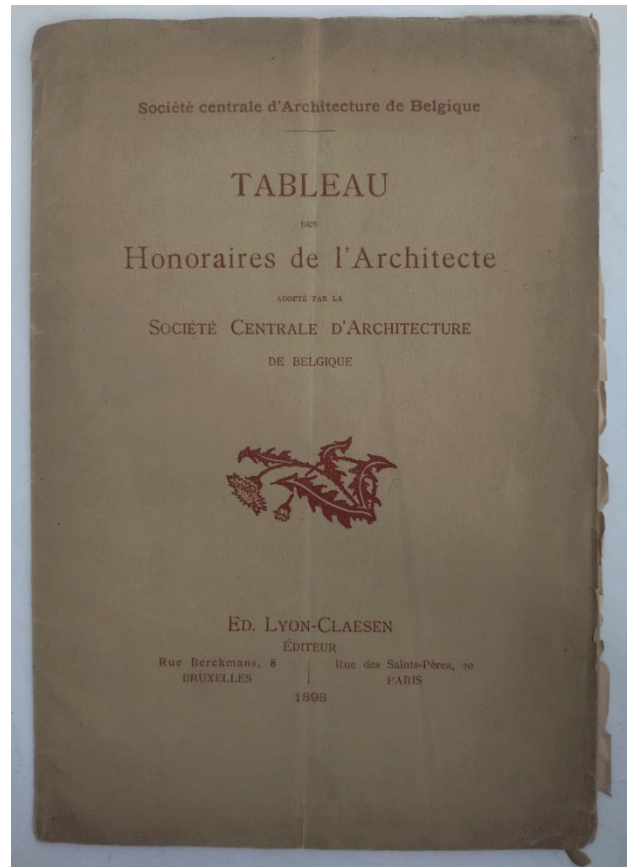 Société centrale d'Architecture de Belgique
TABLEAU
DES
Honoraires de l'Architecte
ADOPTÉ PAR LA
SOCIÉTÉ CENTRALE D'ARCHITECTURE
DE BELGIQUE
ED. LYON-CLAESEN
ÉDITEUR
Rue Berckmans, 8
BRUXELLES
Rue des Saints-Pères, 20
PARIS
1898